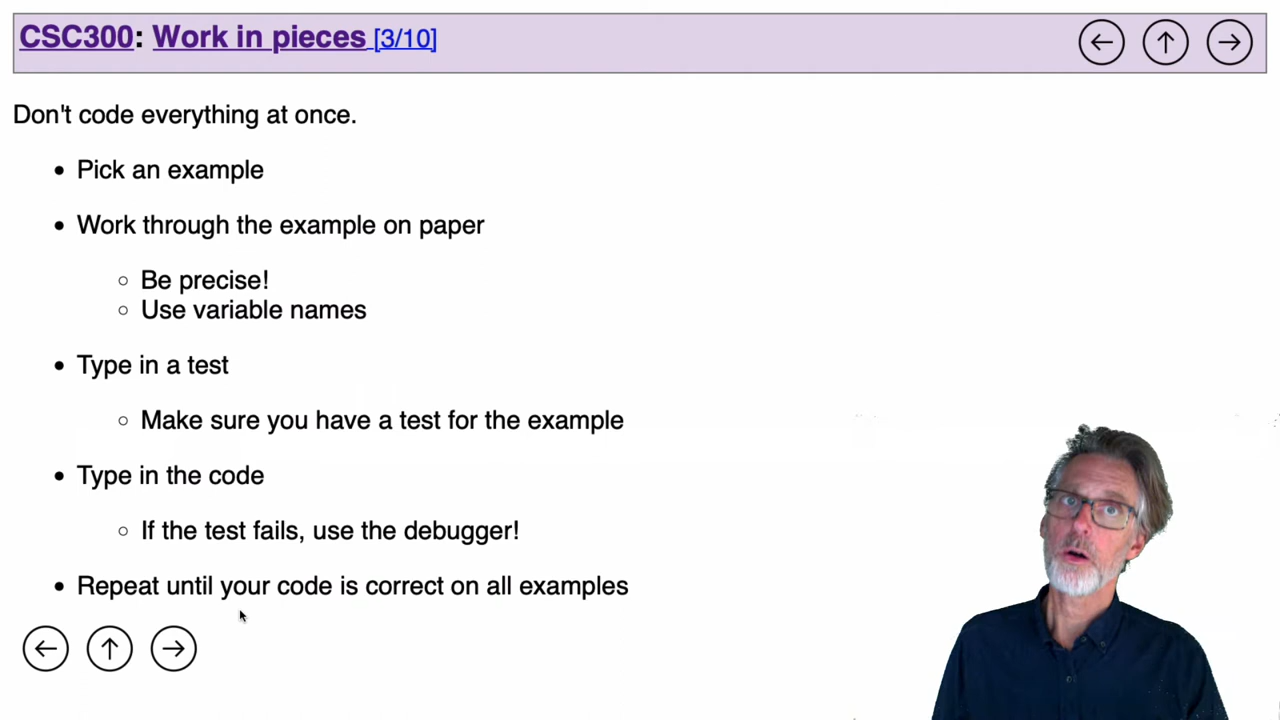 CSC300: Work in pieces [3/10]
Don't code everything at once.
Pick an example
Work through the example on paper
Be precise!
Use variable names
Type in a test
Make sure you have a test for the example
Type in the code
If the test fails, use the debugger!
Repeat until your code is correct on all examples